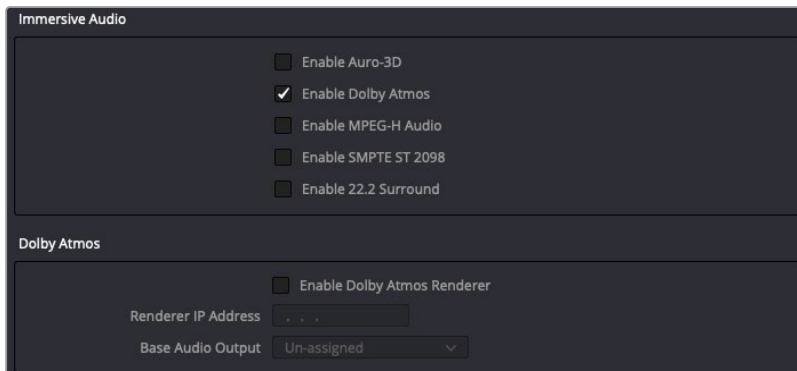 Immersive Audio
Enable Auro-3D
Enable Dolby Atmos
Enable MPEG-H Audio
Enable SMPTE ST 2098
Enable 22.2 Surround
Dolby Atmos
Enable Dolby Atmos Renderer
Renderer IP Address . . .
Base Audio Output Un-assigned